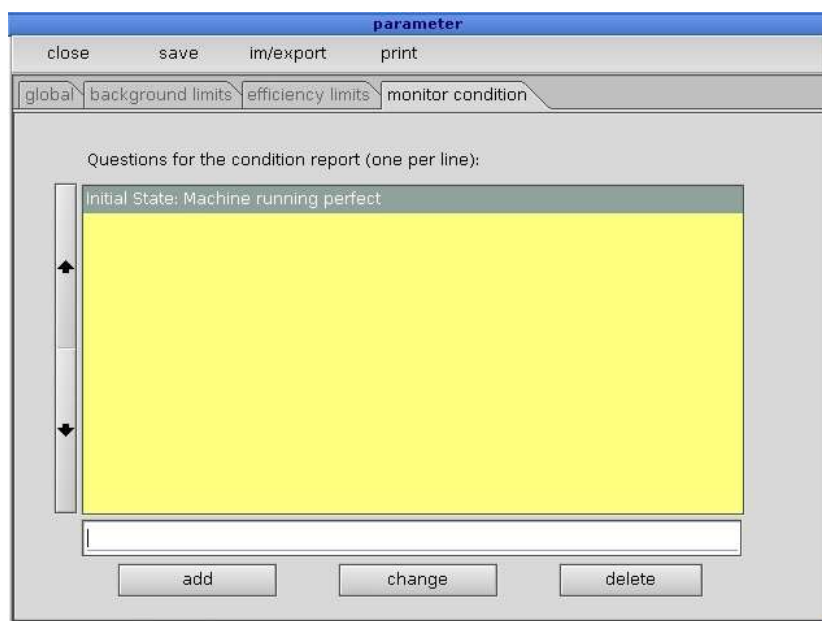 parameter
close save im/export print
global background limits efficiency limits monitor condition
Questions for the condition report (one per line):
Initial State: Machine running perfect
add change delete